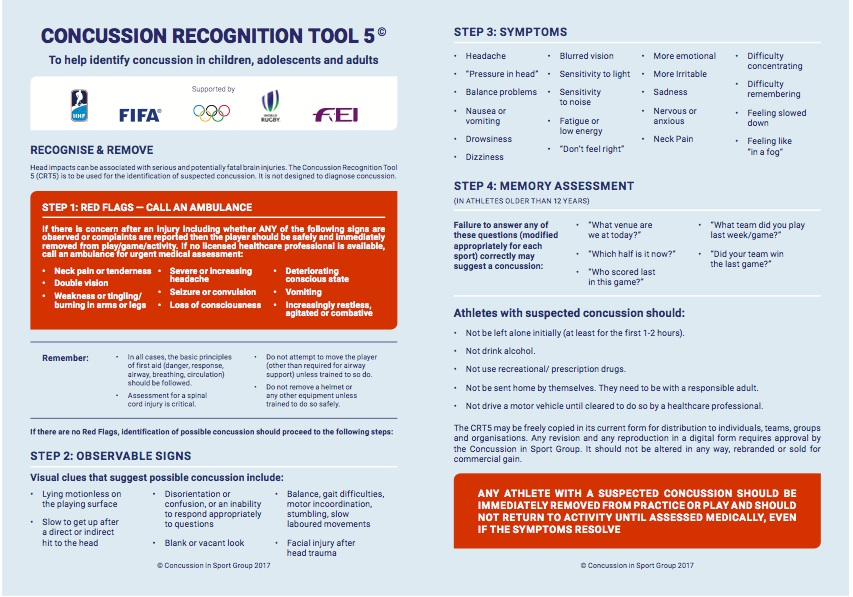 CONCUSSION RECOGNITION TOOL 5 ©
To help identify concussion in children, adolescents and adults
Supported by
IIHF
FIFA®
WORLD
RUGBY
FEI
RECOGNISE & REMOVE
Head impacts can be associated with serious and potentially fatal brain injuries. The Concussion Recognition Tool
5 (CRT5) is to be used for the identification of suspected concussion. It is not designed to diagnose concussion.
STEP 1: RED FLAGS — CALL AN AMBULANCE
If there is concern after an injury including whether ANY of the following signs are
observed or complaints are reported then the player should be safely and immediately
removed from play/game/activity. If no licensed healthcare professional is available,
call an ambulance for urgent medical assessment:
• Neck pain or tenderness
• Double vision
• Weakness or tingling/
burning in arms or legs
• Severe or increasing
headache
• Seizure or convulsion
• Loss of consciousness
• Deteriorating
conscious state
• Vomiting
• Increasingly restless,
agitated or combative
Remember:
• In all cases, the basic principles
of first aid (danger, response,
airway, breathing, circulation)
should be followed.
• Assessment for a spinal
cord injury is critical.
• Do not attempt to move the player
(other than required for airway
support) unless trained to so do.
• Do not remove a helmet or
any other equipment unless
trained to do so safely.
If there are no Red Flags, identification of possible concussion should proceed to the following steps:
STEP 2: OBSERVABLE SIGNS
Visual clues that suggest possible concussion include:
• Lying motionless on
the playing surface
• Slow to get up after
a direct or indirect
hit to the head
• Disorientation or
confusion, or an inability
to respond appropriately
to questions
• Blank or vacant look
• Balance, gait difficulties,
motor incoordination,
stumbling, slow
laboured movements
• Facial injury after
head trauma
© Concussion in Sport Group 2017
STEP 3: SYMPTOMS
• Headache
• “Pressure in head”
• Balance problems
• Nausea or
vomiting
• Drowsiness
• Dizziness
• Blurred vision
• Sensitivity to light
• Sensitivity
to noise
• Fatigue or
low energy
• “Don’t feel right”
• More emotional
• More Irritable
• Sadness
• Nervous or
anxious
• Neck Pain
• Difficulty
concentrating
• Difficulty
remembering
• Feeling slowed
down
• Feeling like
“in a fog”
STEP 4: MEMORY ASSESSMENT
(IN ATHLETES OLDER THAN 12 YEARS)
Failure to answer any of
these questions (modified
appropriately for each
sport) correctly may
suggest a concussion:
• “What venue are
we at today?”
• “Which half is it now?”
• “Who scored last
in this game?”
• “What team did you play
last week/game?”
• “Did your team win
the last game?”
Athletes with suspected concussion should:
• Not be left alone initially (at least for the first 1-2 hours).
• Not drink alcohol.
• Not use recreational/ prescription drugs.
• Not be sent home by themselves. They need to be with a responsible adult.
• Not drive a motor vehicle until cleared to do so by a healthcare professional.
The CRT5 may be freely copied in its current form for distribution to individuals, teams, groups
and organisations. Any revision and any reproduction in a digital form requires approval by
the Concussion in Sport Group. It should not be altered in any way, rebranded or sold for
commercial gain.
ANY ATHLETE WITH A SUSPECTED CONCUSSION SHOULD BE
IMMEDIATELY REMOVED FROM PRACTICE OR PLAY AND SHOULD
NOT RETURN TO ACTIVITY UNTIL ASSESSED MEDICALLY, EVEN
IF THE SYMPTOMS RESOLVE
© Concussion in Sport Group 2017